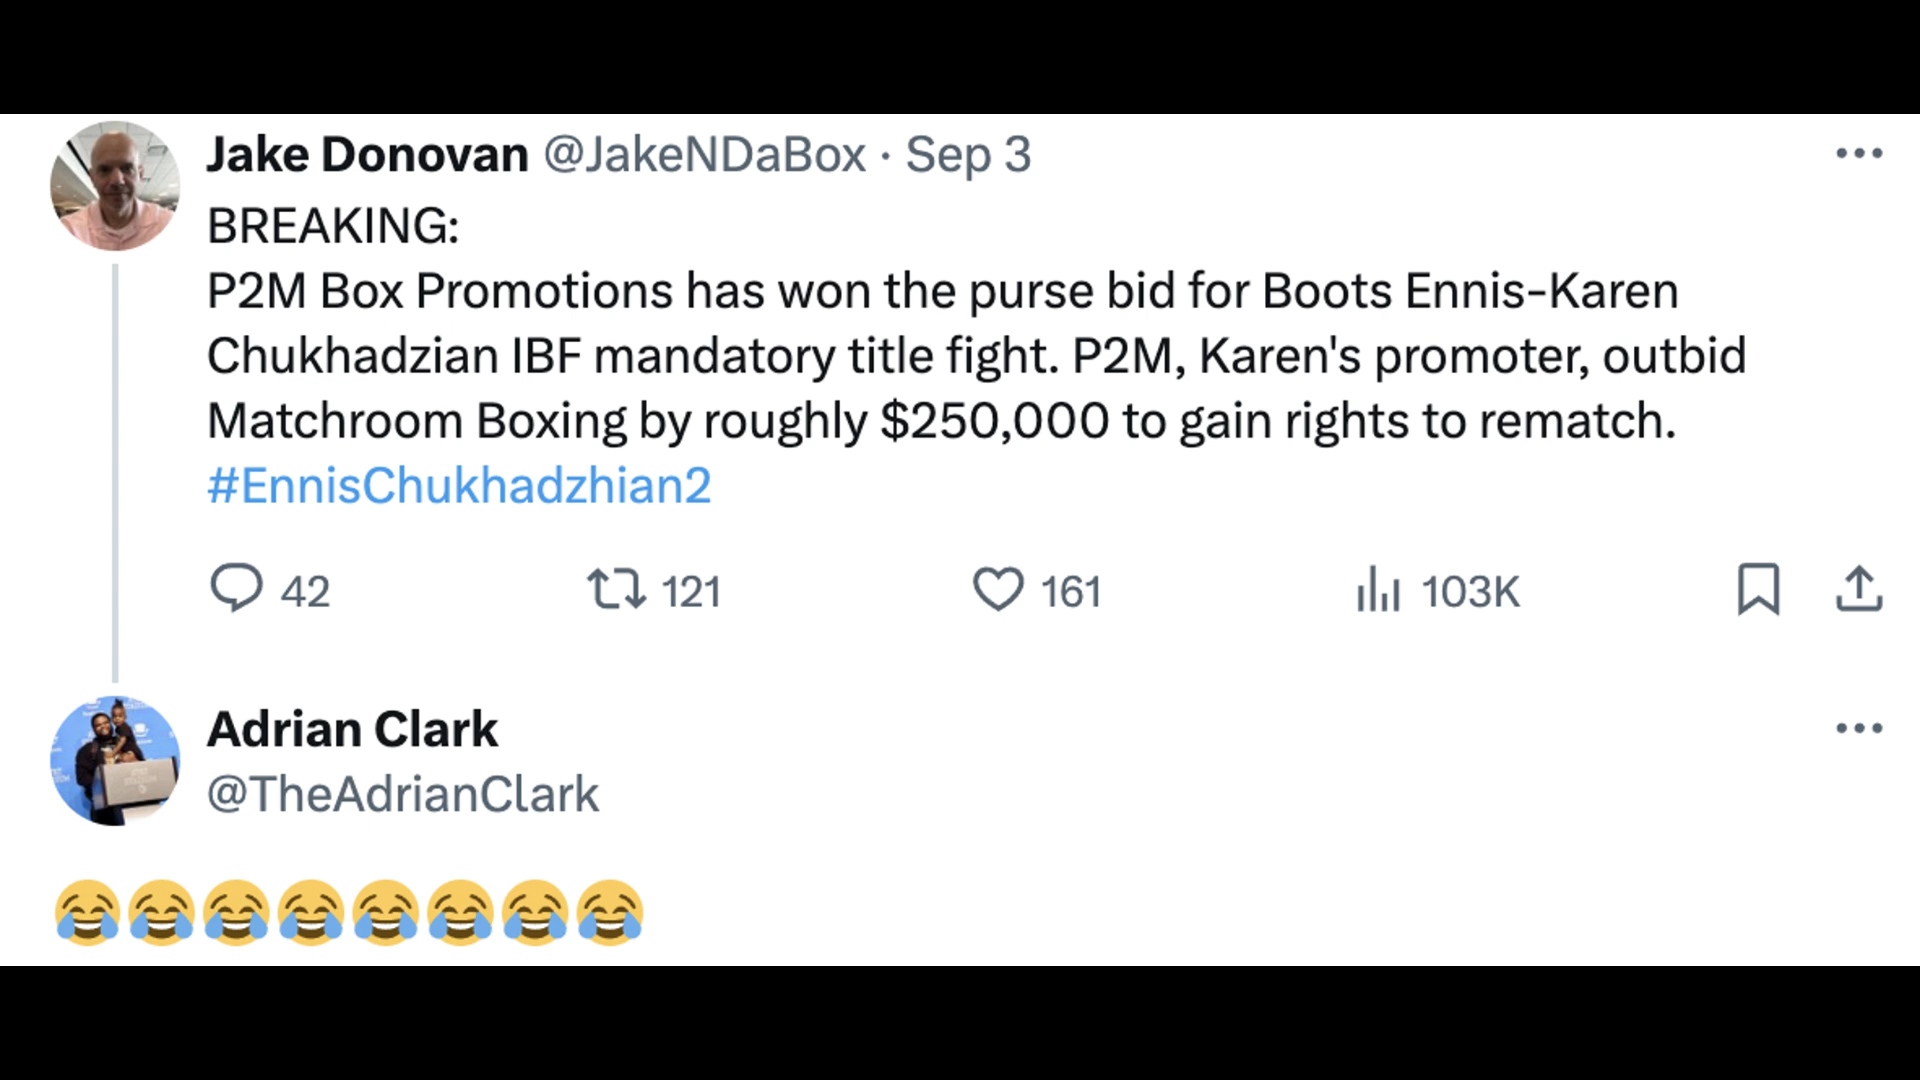 Jake Donovan @JakeNDaBox · Sep 3
BREAKING:
P2M Box Promotions has won the purse bid for Boots Ennis-Karen
Chukhadzian IBF mandatory title fight. P2M, Karen's promoter, outbid
Matchroom Boxing by roughly $250,000 to gain rights to rematch.
#EnnisChukhadzhian2
42 121 161 103K
Adrian Clark
@TheAdrianClark
😂😂😂😂😂😂😂😂